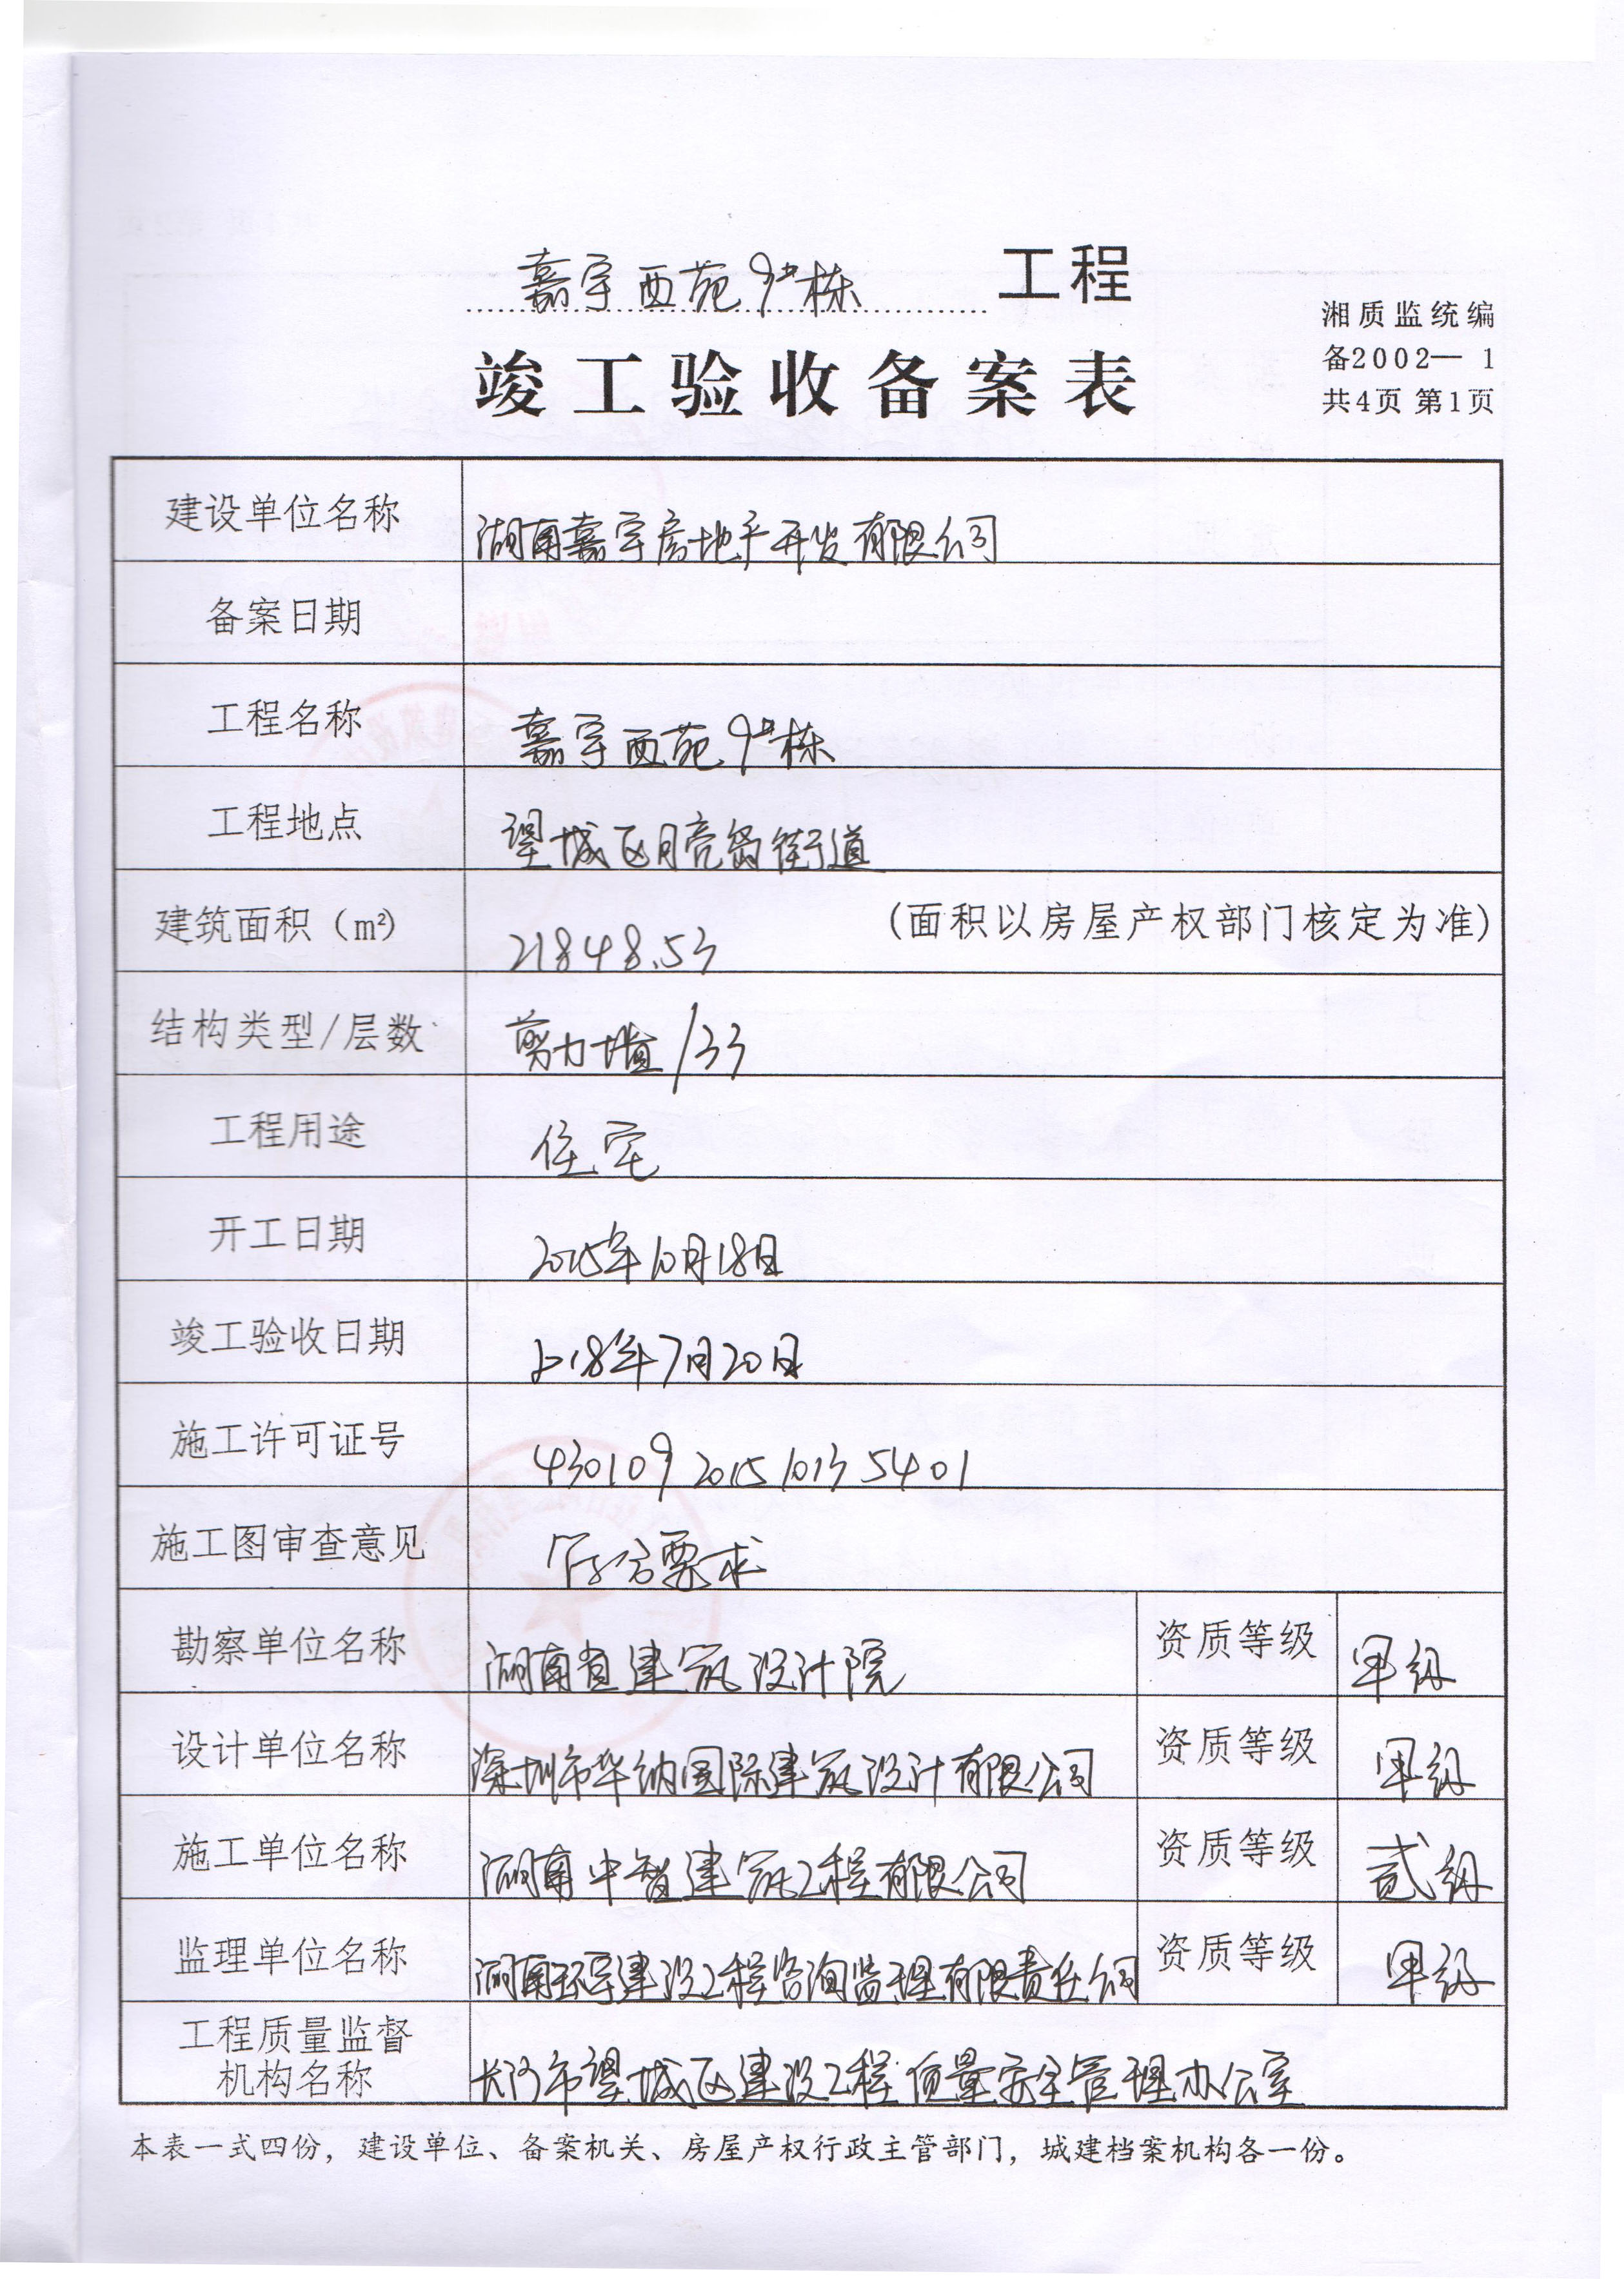 嘉宇西苑9#栋 工程
竣工验收备案表
湘质监统编
备2002—1
共4页 第1页
建设单位名称 湖南嘉宇房地产开发有限公司
备案日期
工程名称 嘉宇西苑9#栋
工程地点 望城区月亮岛街道
建筑面积（m²） 21848.53 (面积以房屋产权部门核定为准)
结构类型/层数 剪力墙/33
工程用途 住宅
开工日期 2015年10月18日
竣工验收日期 2018年7月20日
施工许可证号 430109201510135401
施工图审查意见 符合要求
勘察单位名称 湖南省建筑设计院 资质等级 甲级
设计单位名称 深圳市华纳国际建筑设计有限公司 资质等级 甲级
施工单位名称 湖南中智建筑工程有限公司 资质等级 贰级
监理单位名称 湖南环宇建设工程咨询监理有限责任公司 资质等级 甲级
工程质量监督
机构名称 长沙市望城区建设工程质量安全管理办公室
本表一式四份，建设单位、备案机关、房屋产权行政主管部门，城建档案机构各一份。